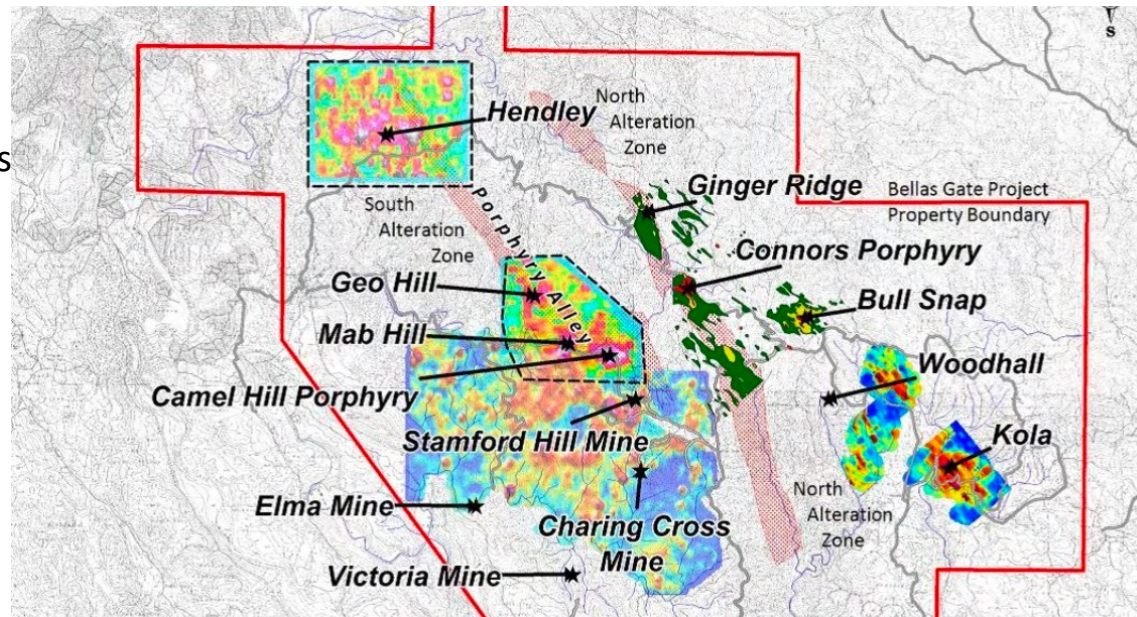 s
s
Hendley
North
Alteration
Zone
Ginger Ridge
Bellas Gate Project
Property Boundary
South
Alteration
Zone
Porphyry Alley
Connors Porphyry
Geo Hill
Bull Snap
Mab Hill
Woodhall
Camel Hill Porphyry
Stamford Hill Mine
Kola
Elma Mine
Charing Cross
Mine
North
Alteration
Zone
Victoria Mine